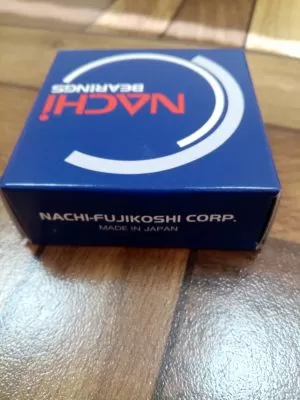 NACHi
BEARINGS
NACHI-FUJIKOSHI CORP.
MADE IN JAPAN